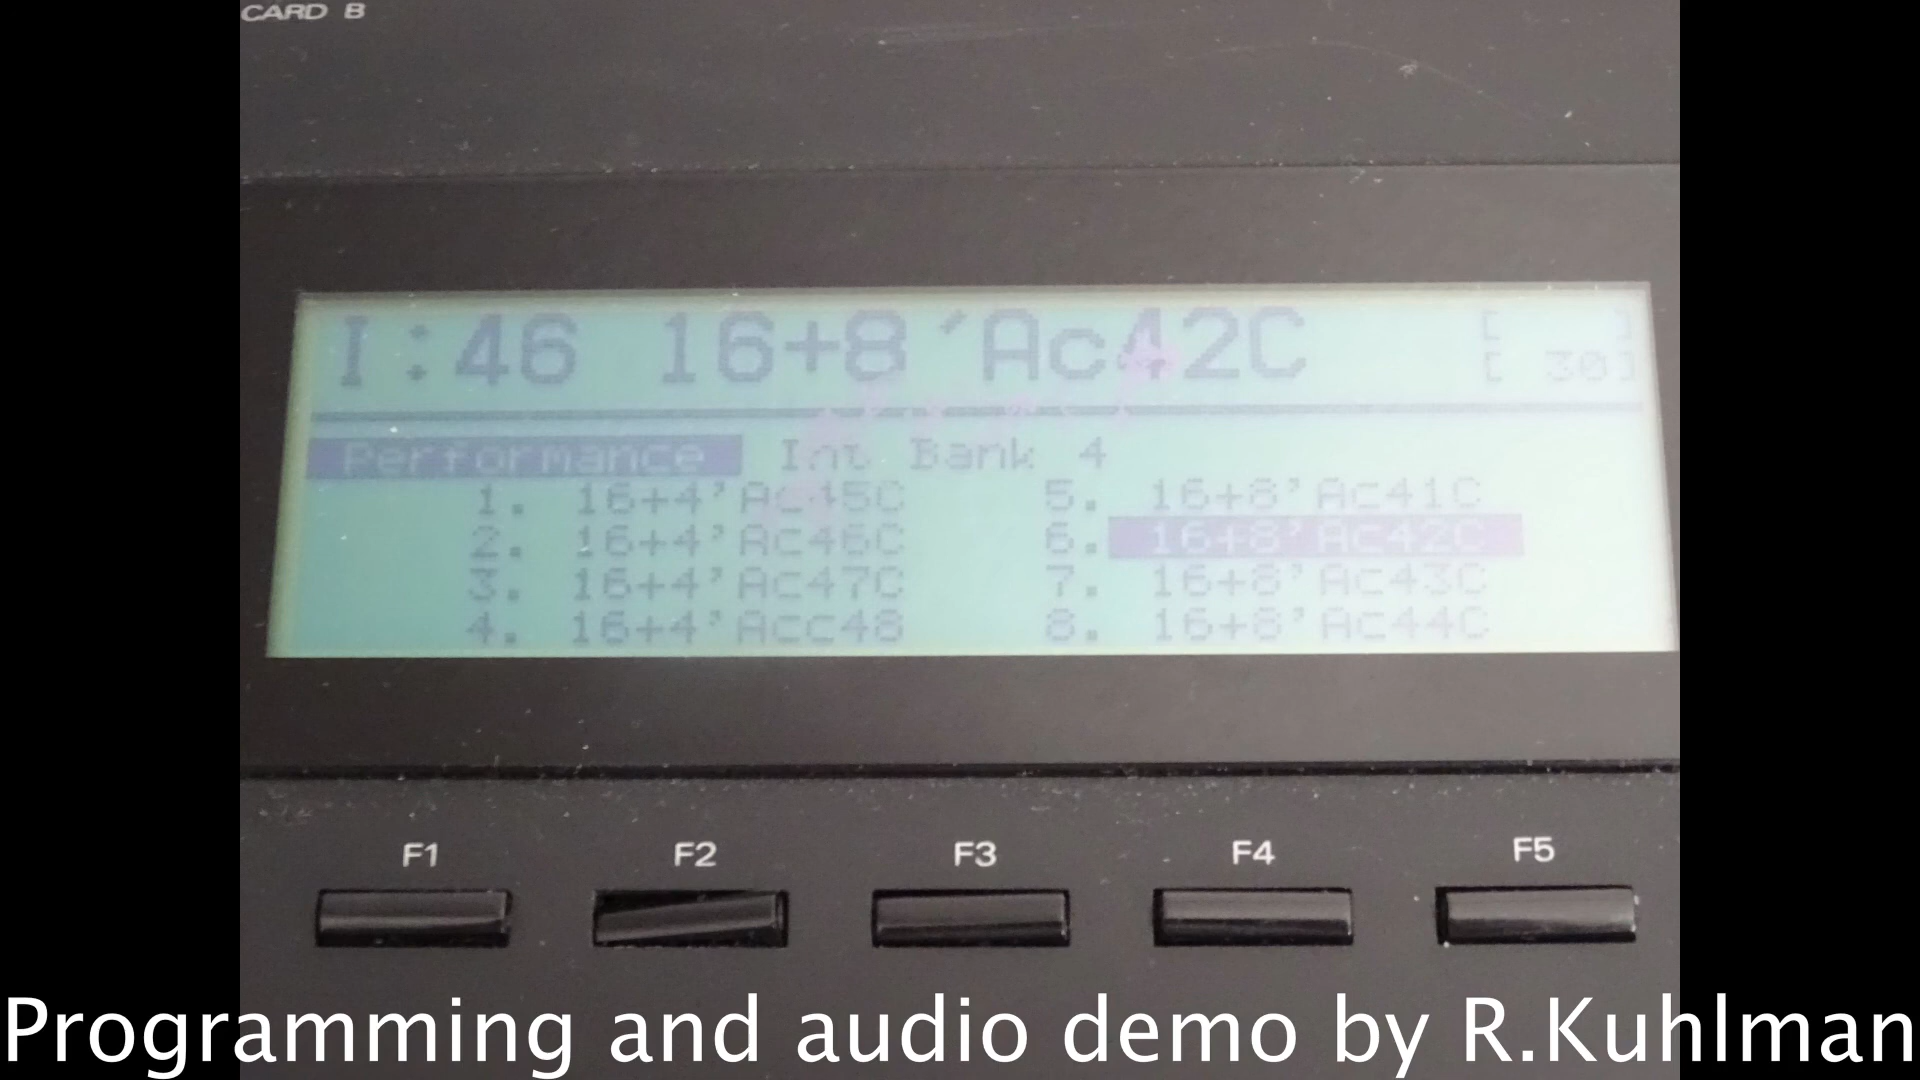 CARD B
I:46 16+8'Ac42C [ ]
[ 30]
Performance Int Bank 4
1. 16+4'Ac45C 5. 16+8'Ac41C
2. 16+4'Ac46C 6. 16+8'Ac42C
3. 16+4'Ac47C 7. 16+8'Ac43C
4. 16+4'Acc48 8. 16+8'Ac44C
F1 F2 F3 F4 F5
Programming and audio demo by R.Kuhlman